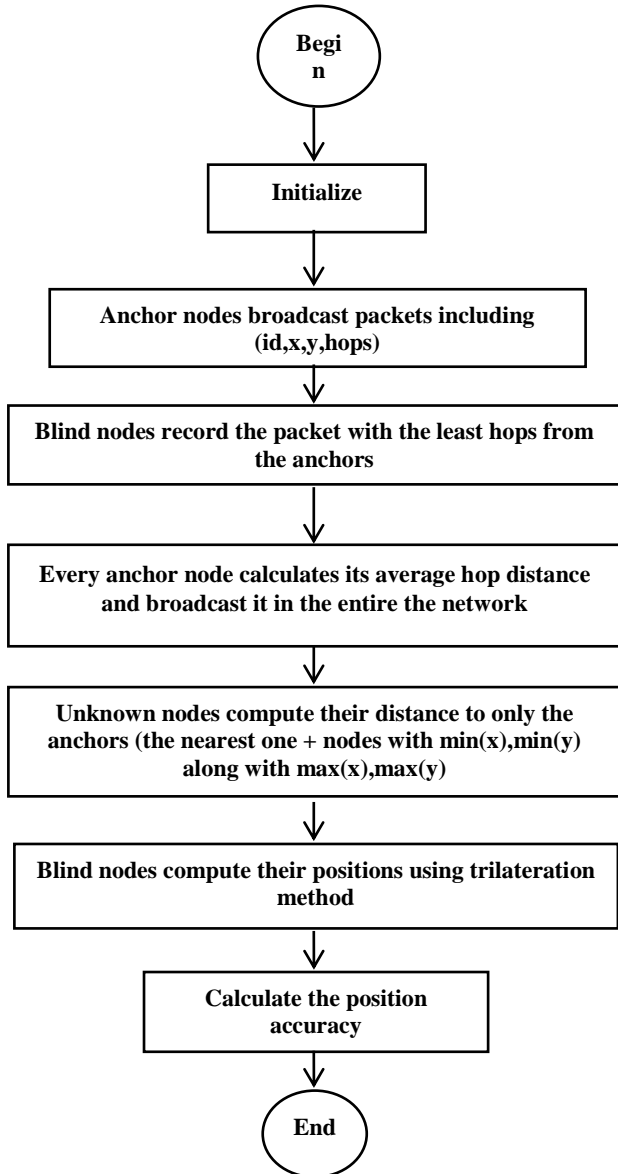 Begi
n
Initialize
Anchor nodes broadcast packets including
(id,x,y,hops)
Blind nodes record the packet with the least hops from
the anchors
Every anchor node calculates its average hop distance
and broadcast it in the entire the network
Unknown nodes compute their distance to only the
anchors (the nearest one + nodes with min(x),min(y)
along with max(x),max(y)
Blind nodes compute their positions using trilateration
method
Calculate the position
accuracy
End